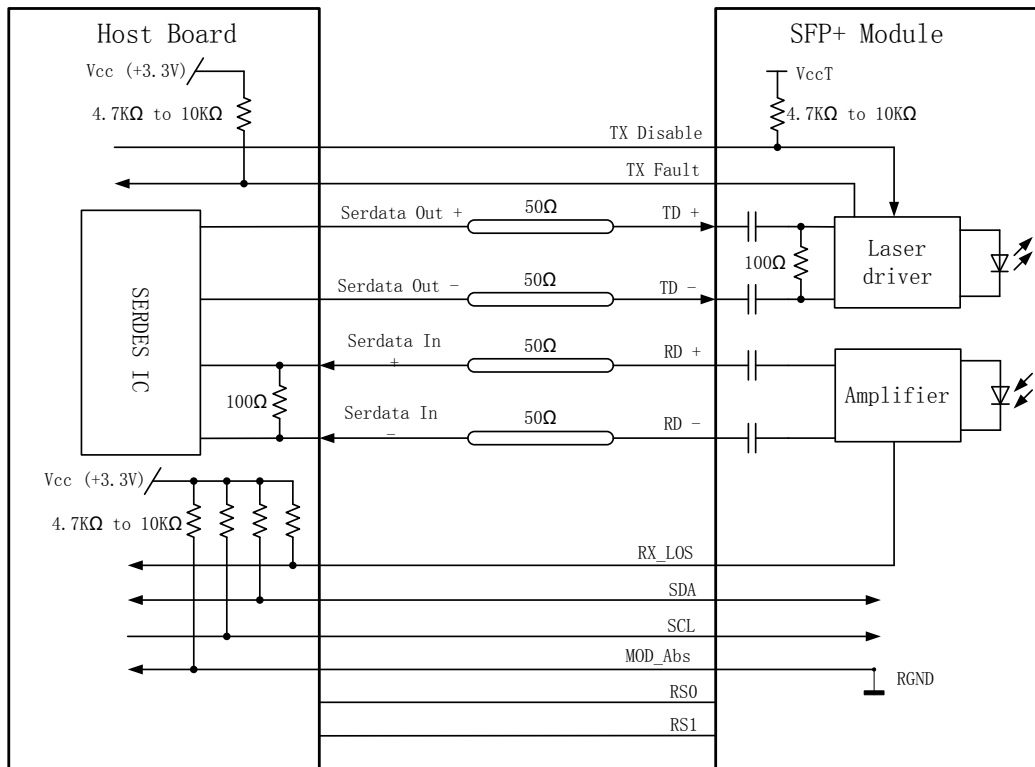 Host Board
SFP+ Module
Vcc (+3.3V)
VccT
4.7KΩ to 10KΩ
4.7KΩ to 10KΩ
TX Disable
TX Fault
Serdata Out +
50Ω
TD +
100Ω
Laser
driver
Serdata Out -
50Ω
TD -
SERDES IC
Serdata In
+
50Ω
RD +
100Ω
Amplifier
Serdata In
-
50Ω
RD -
Vcc (+3.3V)
4.7KΩ to 10KΩ
RX_LOS
SDA
SCL
MOD_Abs
RGND
RS0
RS1